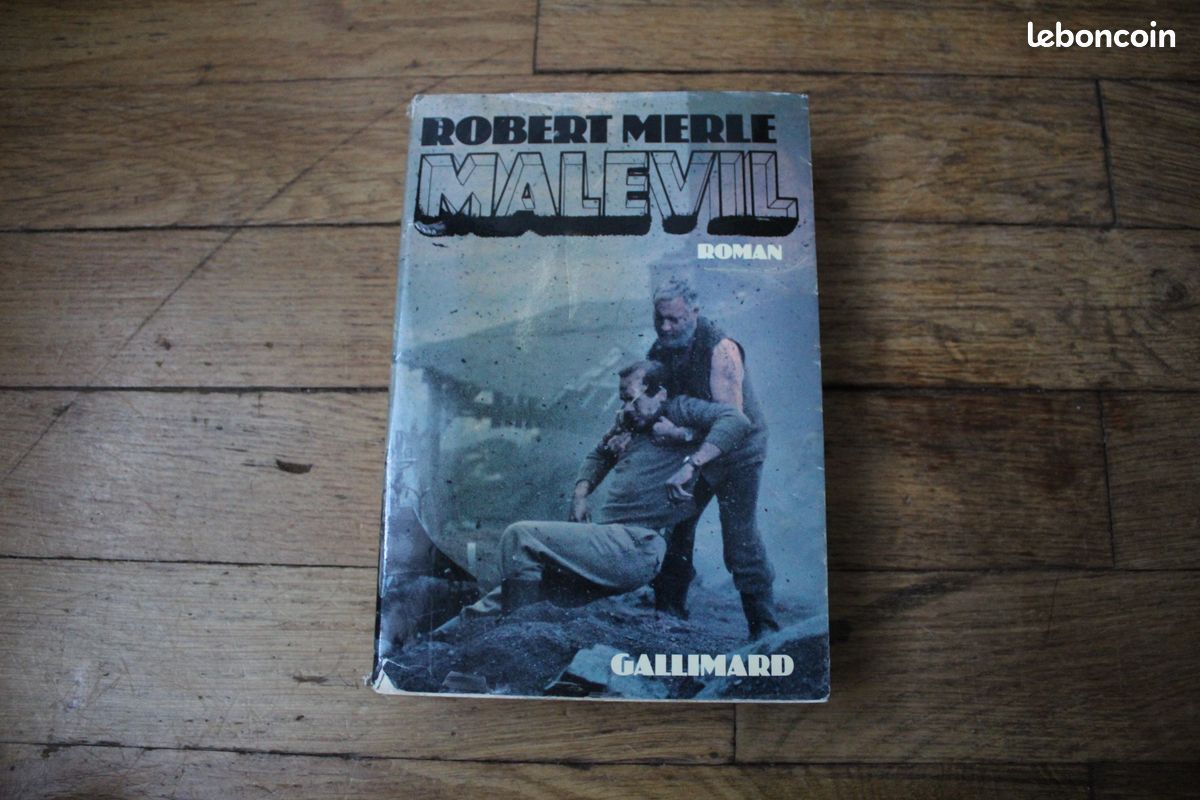 leboncoin
ROBERT MERLE
MALEVIL
ROMAN
GALLIMARD